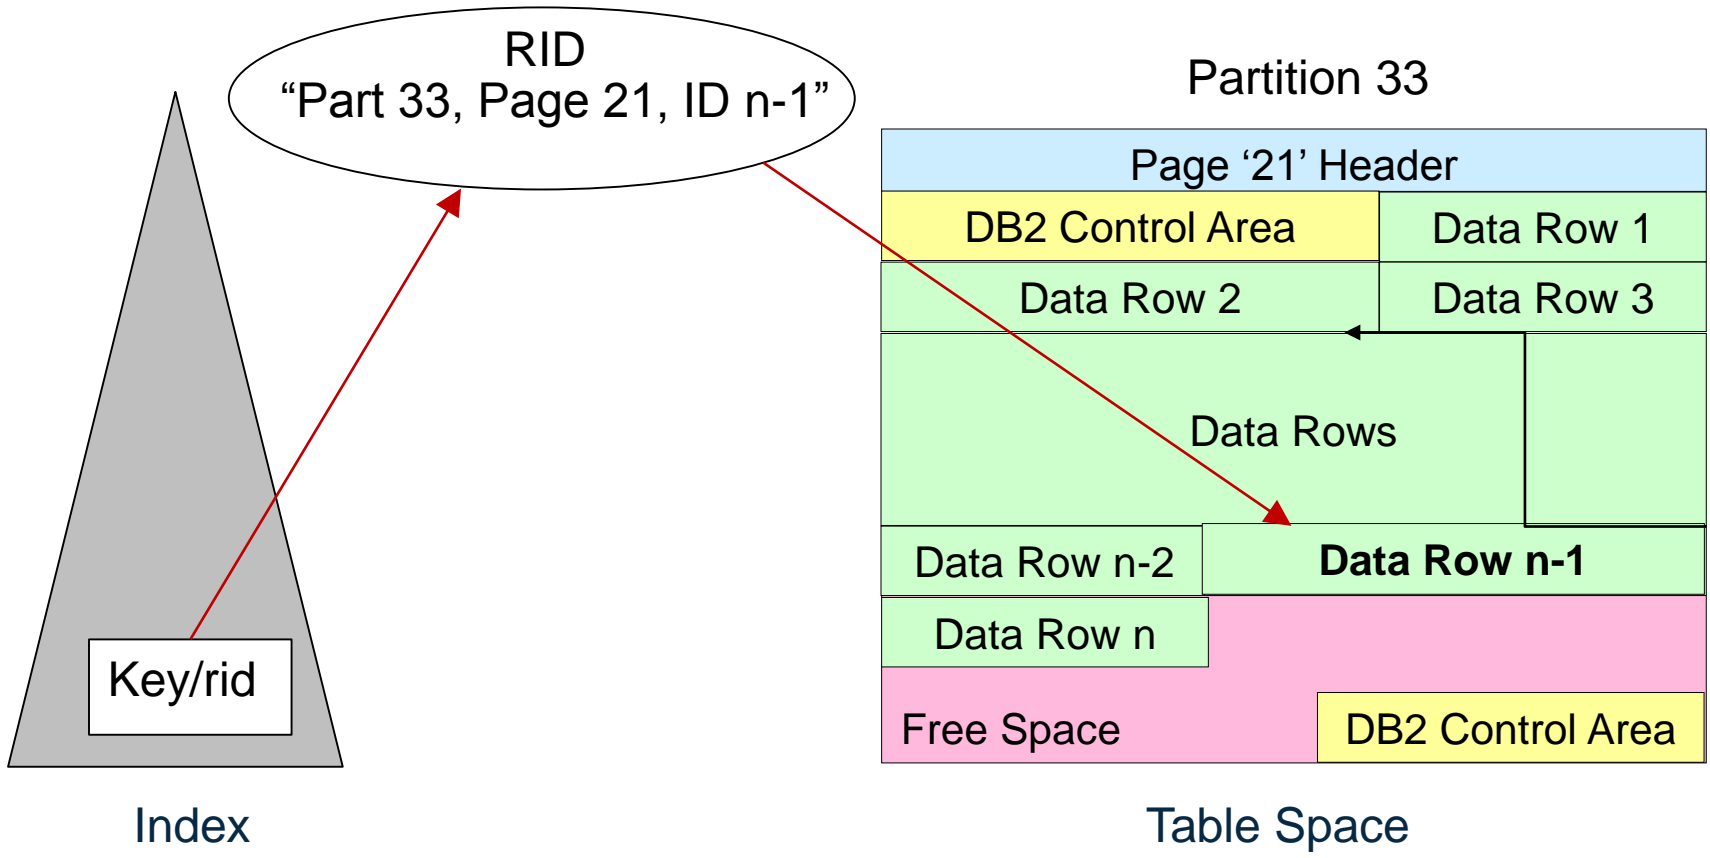 RID
“Part 33, Page 21, ID n-1”
Key/rid
Index
Partition 33
Page ‘21’ Header
DB2 Control Area
Data Row 1
Data Row 2
Data Row 3
Data Rows
Data Row n-2
Data Row n-1
Data Row n
Free Space
DB2 Control Area
Table Space